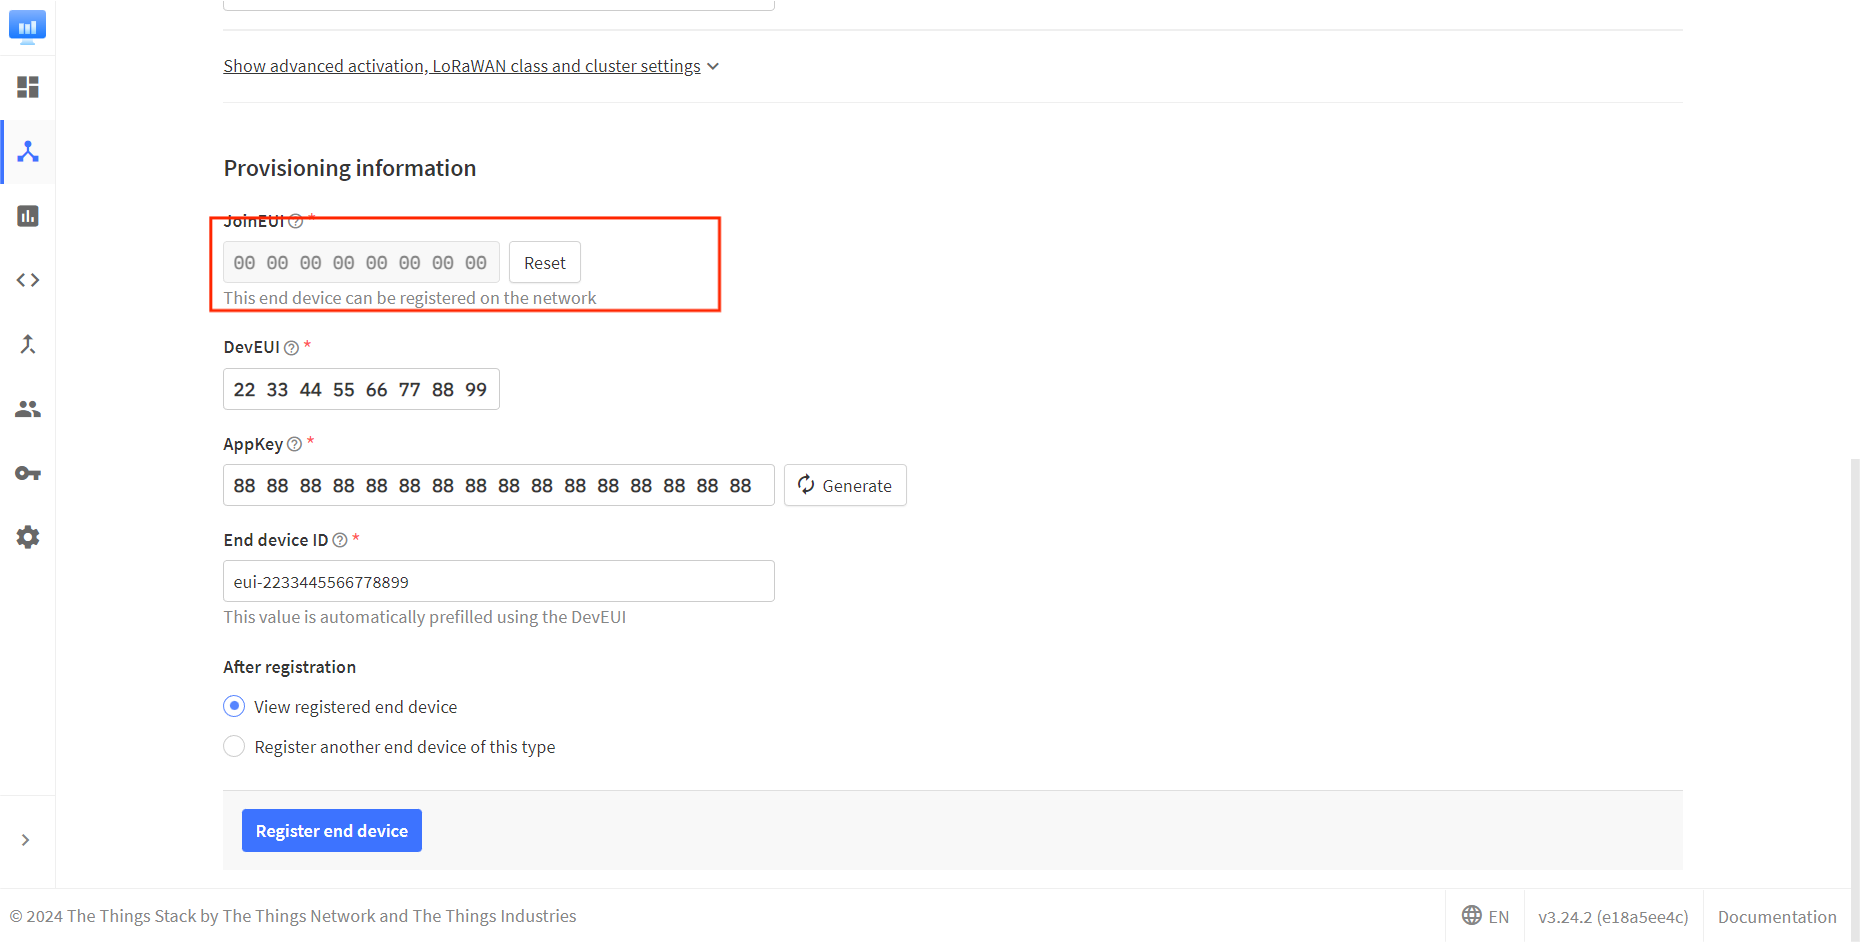 Show advanced activation, LoRaWAN class and cluster settings
Provisioning information
JoinEUI *
00 00 00 00 00 00 00 00
Reset
This end device can be registered on the network
DevEUI *
22 33 44 55 66 77 88 99
AppKey *
88 88 88 88 88 88 88 88 88 88 88 88 88 88 88 88
Generate
End device ID *
eui-2233445566778899
This value is automatically prefilled using the DevEUI
After registration
View registered end device
Register another end device of this type
Register end device
© 2024 The Things Stack by The Things Network and The Things Industries
EN
v3.24.2 (e18a5ee4c)
Documentation